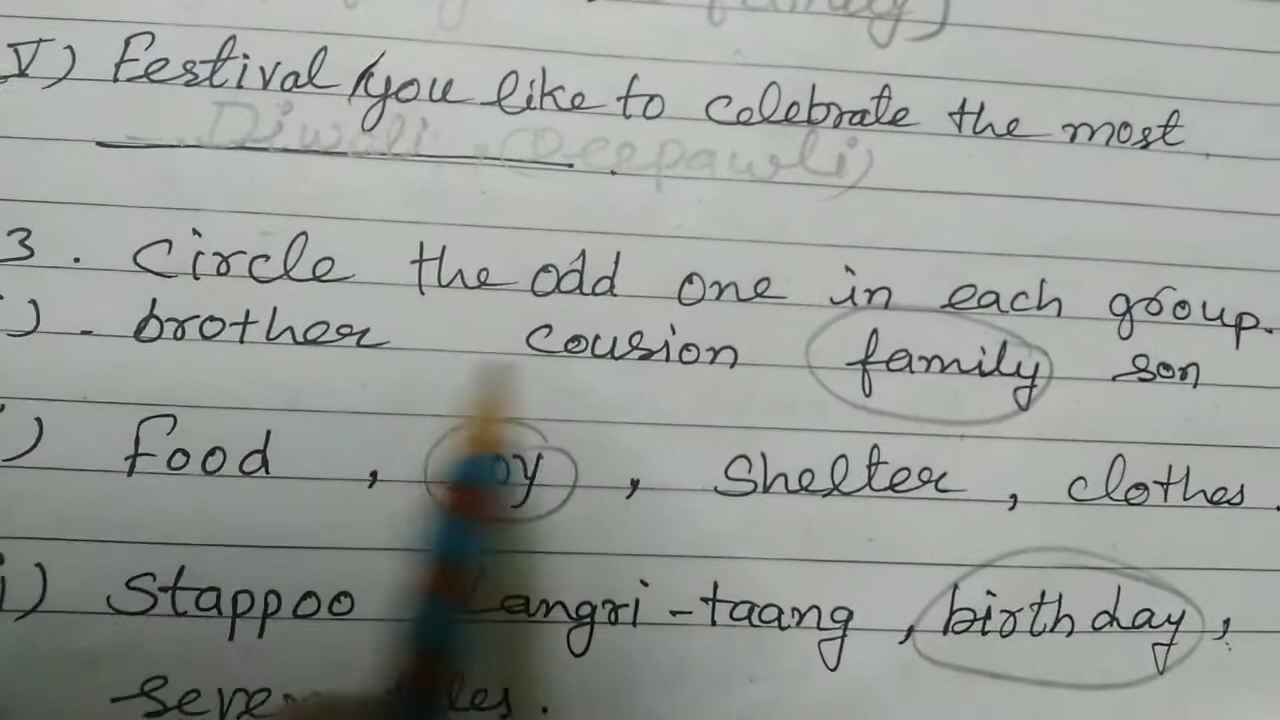 V) Festival you like to celebrate the most
Diwali (Deepawli)
3. Circle the odd one in each group.
). brother cousion family son
) Food , , Shelter , clothes.
i) Stappoo angri-taang , birthday ,